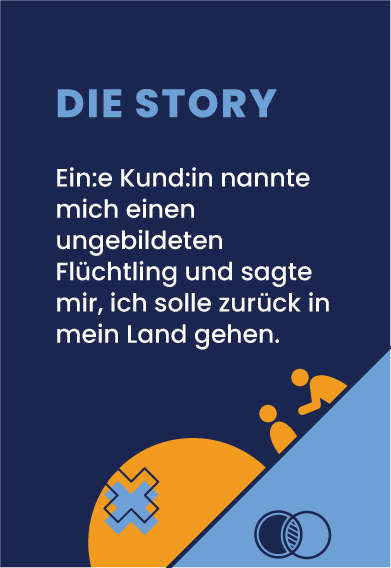 DIE STORY
Ein:e Kund:in nannte
mich einen
ungebildeten
Flüchtling und sagte
mir, ich solle zurück in
mein Land gehen.